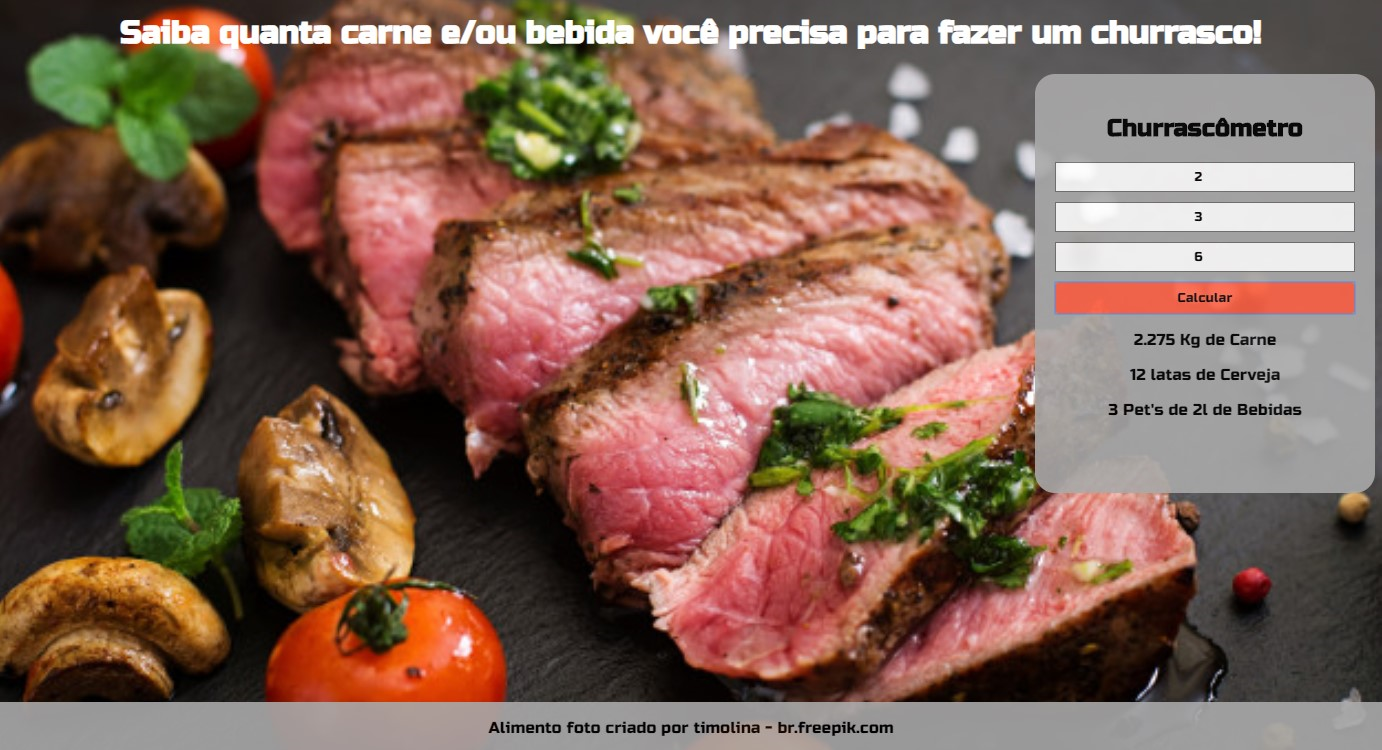 Saiba quanta carne e/ou bebida você precisa para fazer um churrasco!
Churrascômetro
2
3
6
Calcular
2.275 Kg de Carne
12 latas de Cerveja
3 Pet's de 2l de Bebidas
Alimento foto criado por timolina - br.freepik.com